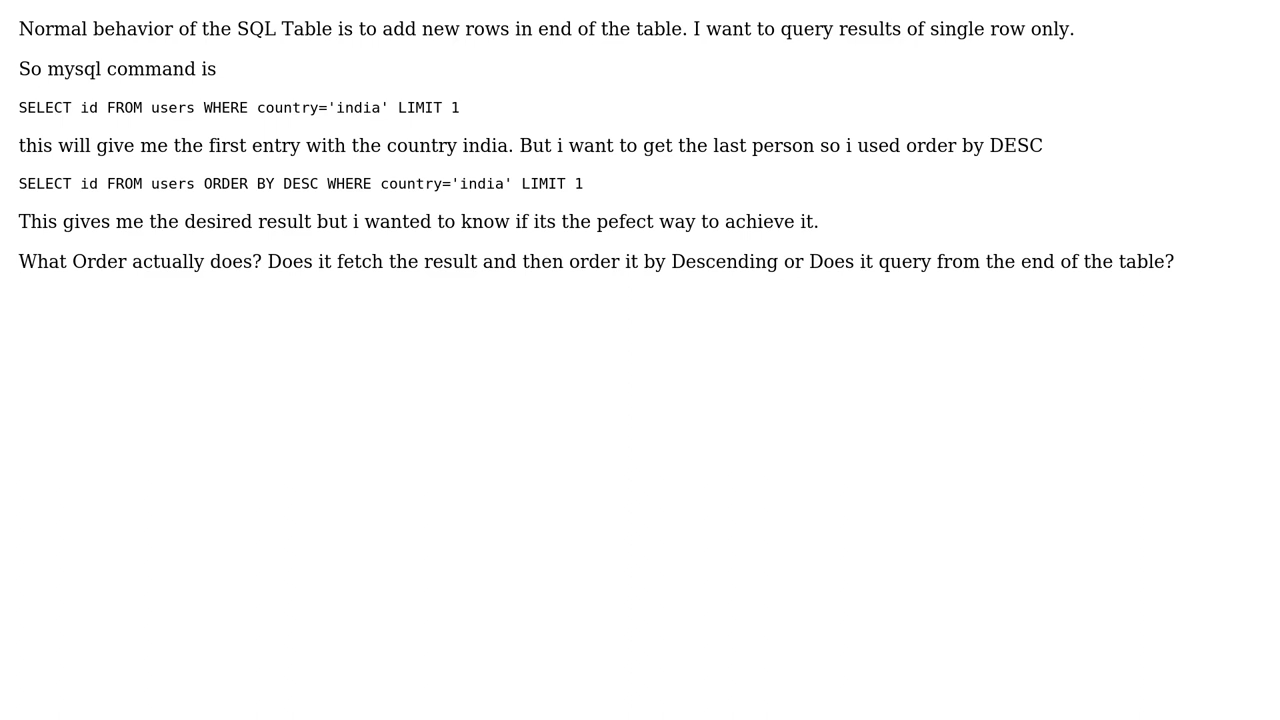 Normal behavior of the SQL Table is to add new rows in end of the table. I want to query results of single row only.
So mysql command is
SELECT id FROM users WHERE country='india' LIMIT 1
this will give me the first entry with the country india. But i want to get the last person so i used order by DESC
SELECT id FROM users ORDER BY DESC WHERE country='india' LIMIT 1
This gives me the desired result but i wanted to know if its the pefect way to achieve it.
What Order actually does? Does it fetch the result and then order it by Descending or Does it query from the end of the table?